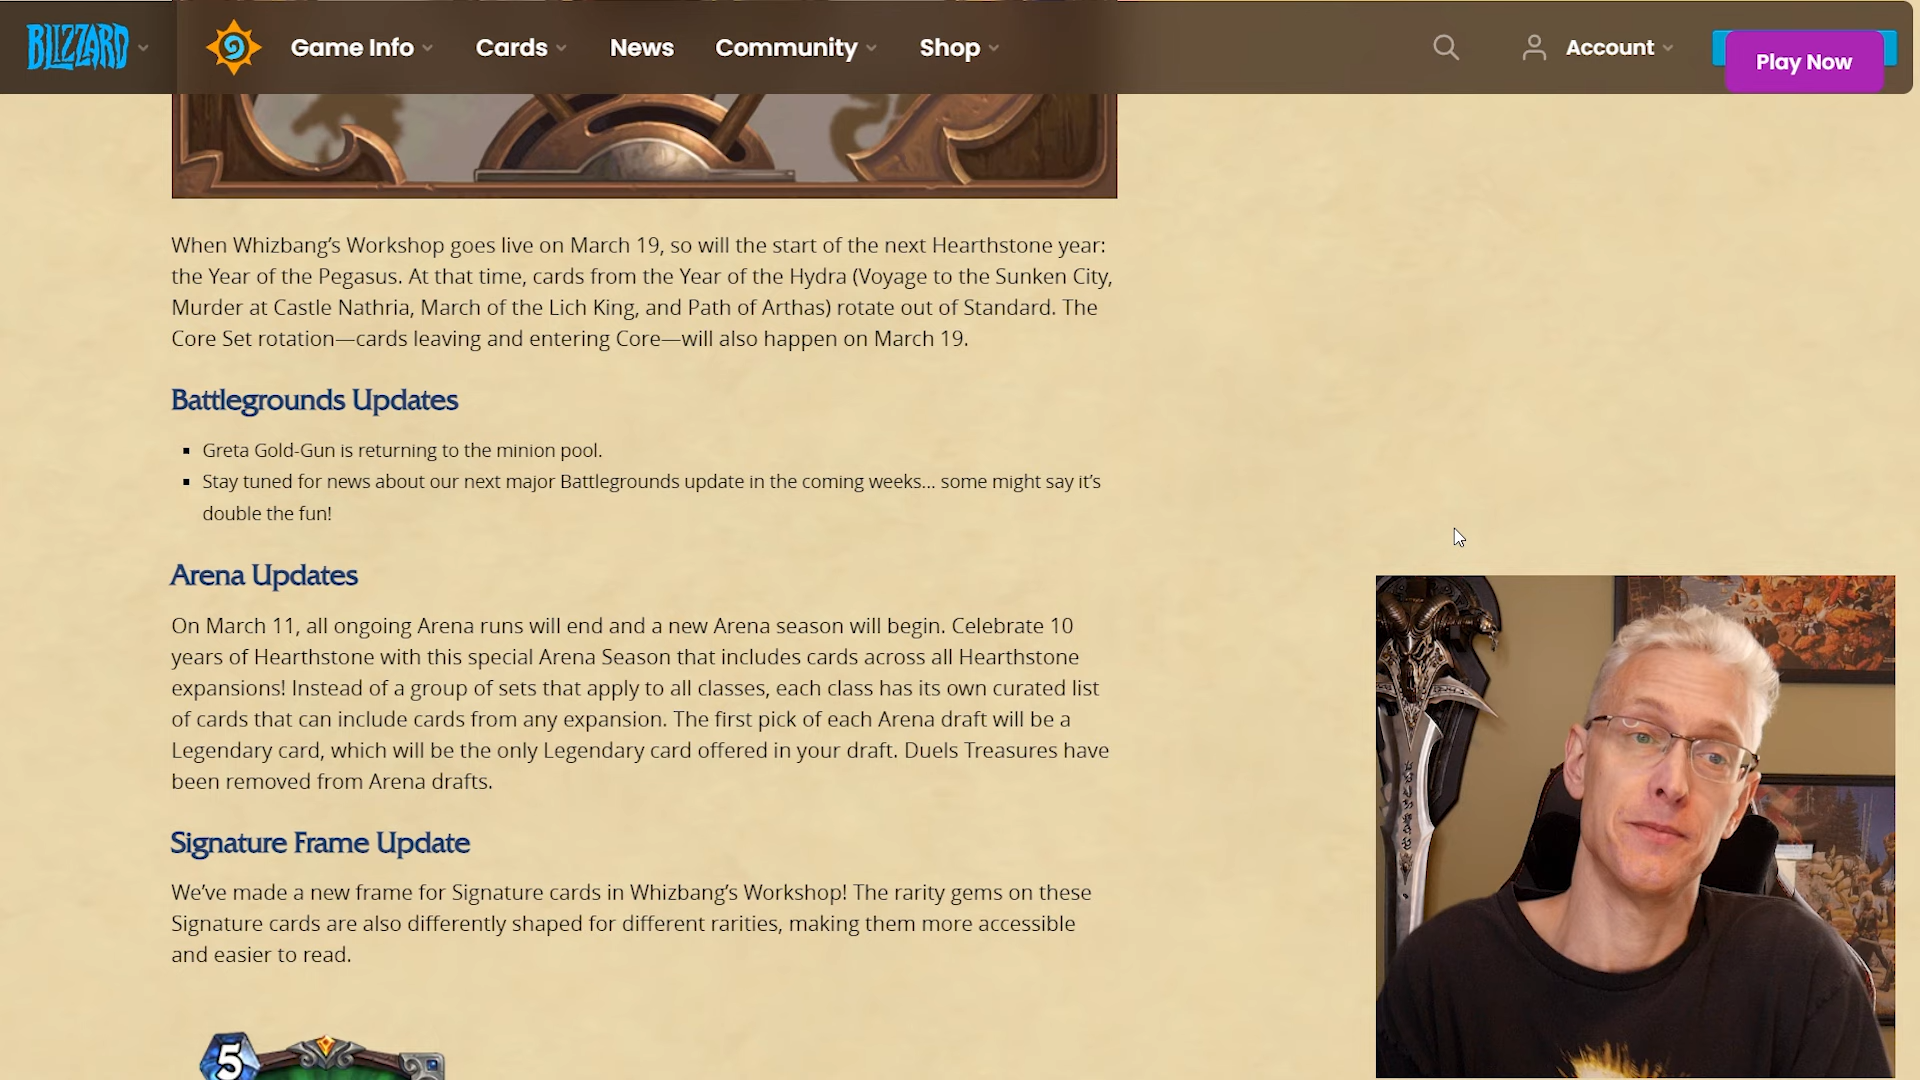 BLIZZARD
Game Info
Cards
News
Community
Shop
Account
Play Now
When Whizbang’s Workshop goes live on March 19, so will the start of the next Hearthstone year:
the Year of the Pegasus. At that time, cards from the Year of the Hydra (Voyage to the Sunken City,
Murder at Castle Nathria, March of the Lich King, and Path of Arthas) rotate out of Standard. The
Core Set rotation—cards leaving and entering Core—will also happen on March 19.
Battlegrounds Updates
Greta Gold-Gun is returning to the minion pool.
Stay tuned for news about our next major Battlegrounds update in the coming weeks... some might say it’s
double the fun!
Arena Updates
On March 11, all ongoing Arena runs will end and a new Arena season will begin. Celebrate 10
years of Hearthstone with this special Arena Season that includes cards across all Hearthstone
expansions! Instead of a group of sets that apply to all classes, each class has its own curated list
of cards that can include cards from any expansion. The first pick of each Arena draft will be a
Legendary card, which will be the only Legendary card offered in your draft. Duels Treasures have
been removed from Arena drafts.
Signature Frame Update
We’ve made a new frame for Signature cards in Whizbang’s Workshop! The rarity gems on these
Signature cards are also differently shaped for different rarities, making them more accessible
and easier to read.
5